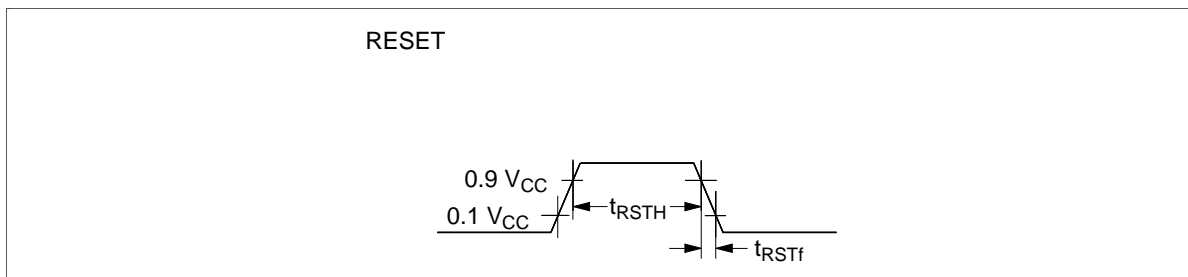 RESET
0.9 VCC
tRSTH
0.1 VCC
tRSTf